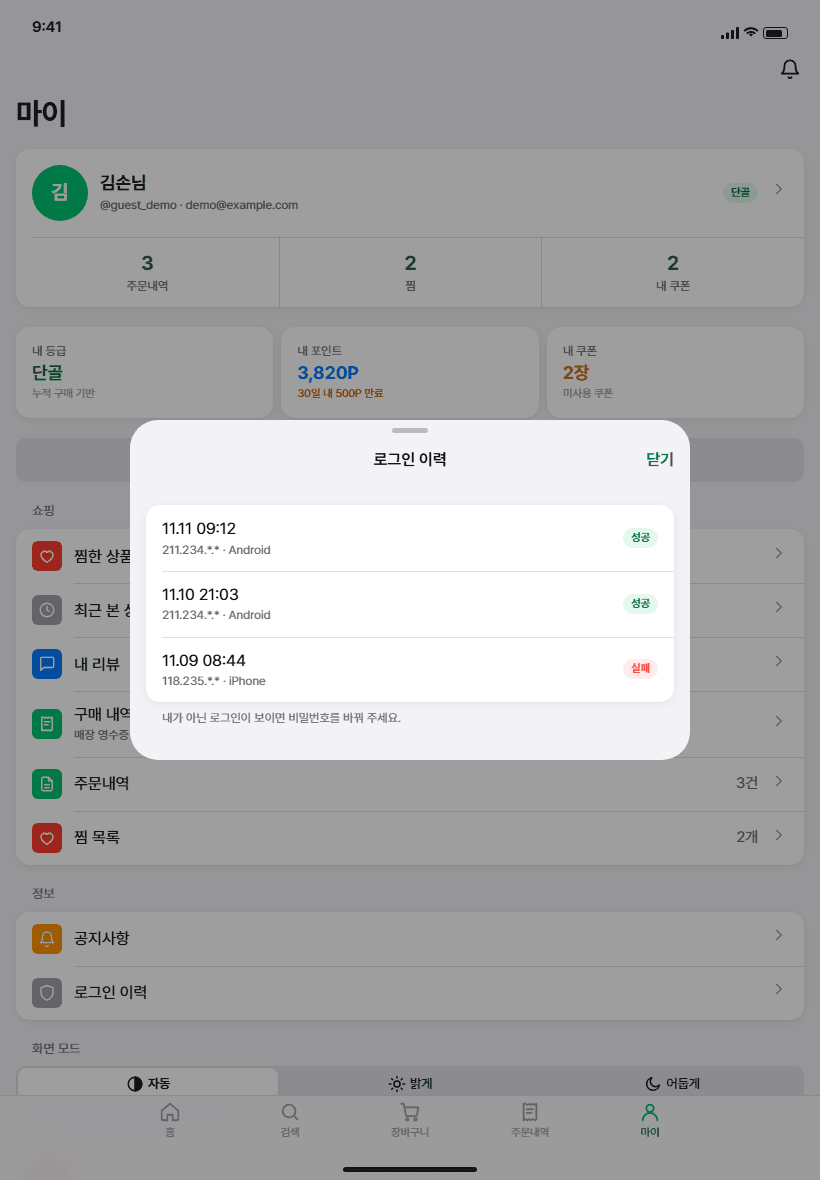 9:41
마이
김
김손님
@guest_demo · demo@example.com
단골
3
주문내역
2
찜
2
내 쿠폰
내 등급
단골
누적 구매 기반
내 포인트
3,820P
30일 내 500P 만료
내 쿠폰
2장
미사용 쿠폰
로그인 이력
닫기
11.11 09:12
211.234.*.* · Android
성공
11.10 21:03
211.234.*.* · Android
성공
11.09 08:44
118.235.*.* · iPhone
실패
내가 아닌 로그인이 보이면 비밀번호를 바꿔 주세요.
쇼핑
찜한 상품
최근 본
내 리뷰
구매 내역
매장 영수증
주문내역
3건
찜 목록
2개
정보
공지사항
로그인 이력
화면 모드
자동
밝게
어둡게
홈
검색
장바구니
주문내역
마이